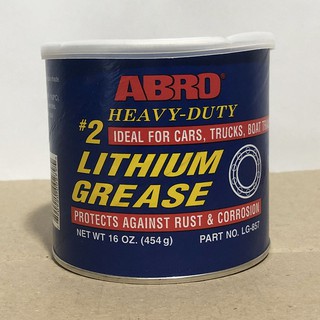 ABRO
HEAVY-DUTY
#2
IDEAL FOR CARS, TRUCKS, BOAT
LITHIUM
GREASE
PROTECTS AGAINST RUST & CORROSION
NET WT 16 OZ. (454 g)
PART NO. LG-857